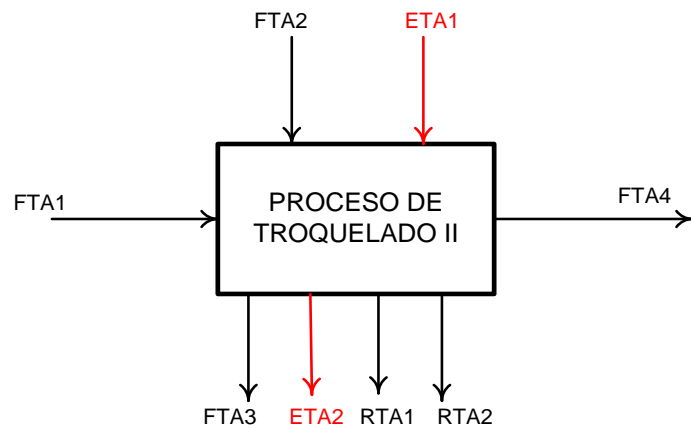 FTA2
ETA1
FTA1
PROCESO DE
TROQUELADO II
FTA4
FTA3
ETA2
RTA1
RTA2